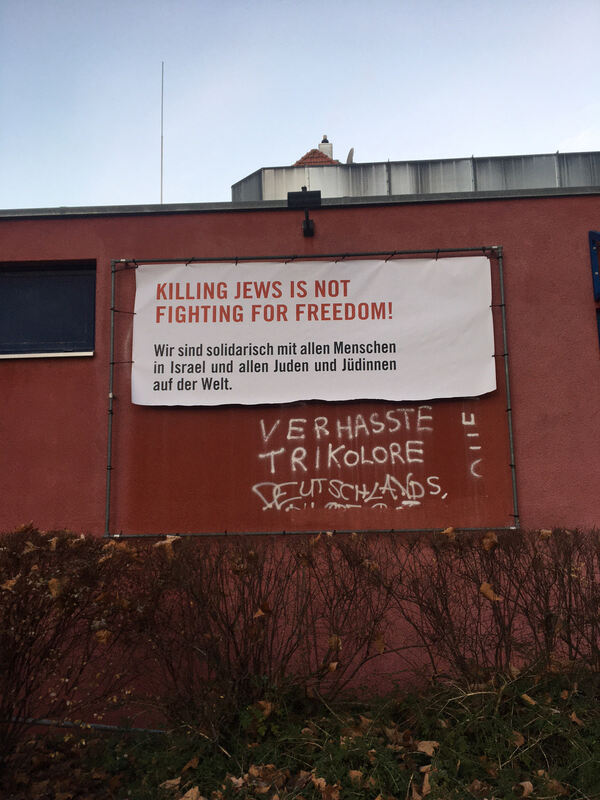 KILLING JEWS IS NOT
FIGHTING FOR FREEDOM!
Wir sind solidarisch mit allen Menschen
in Israel und allen Juden und Jüdinnen
auf der Welt.
VERHASSTE
TRIKOLORE
DEUTSCHLANDS,